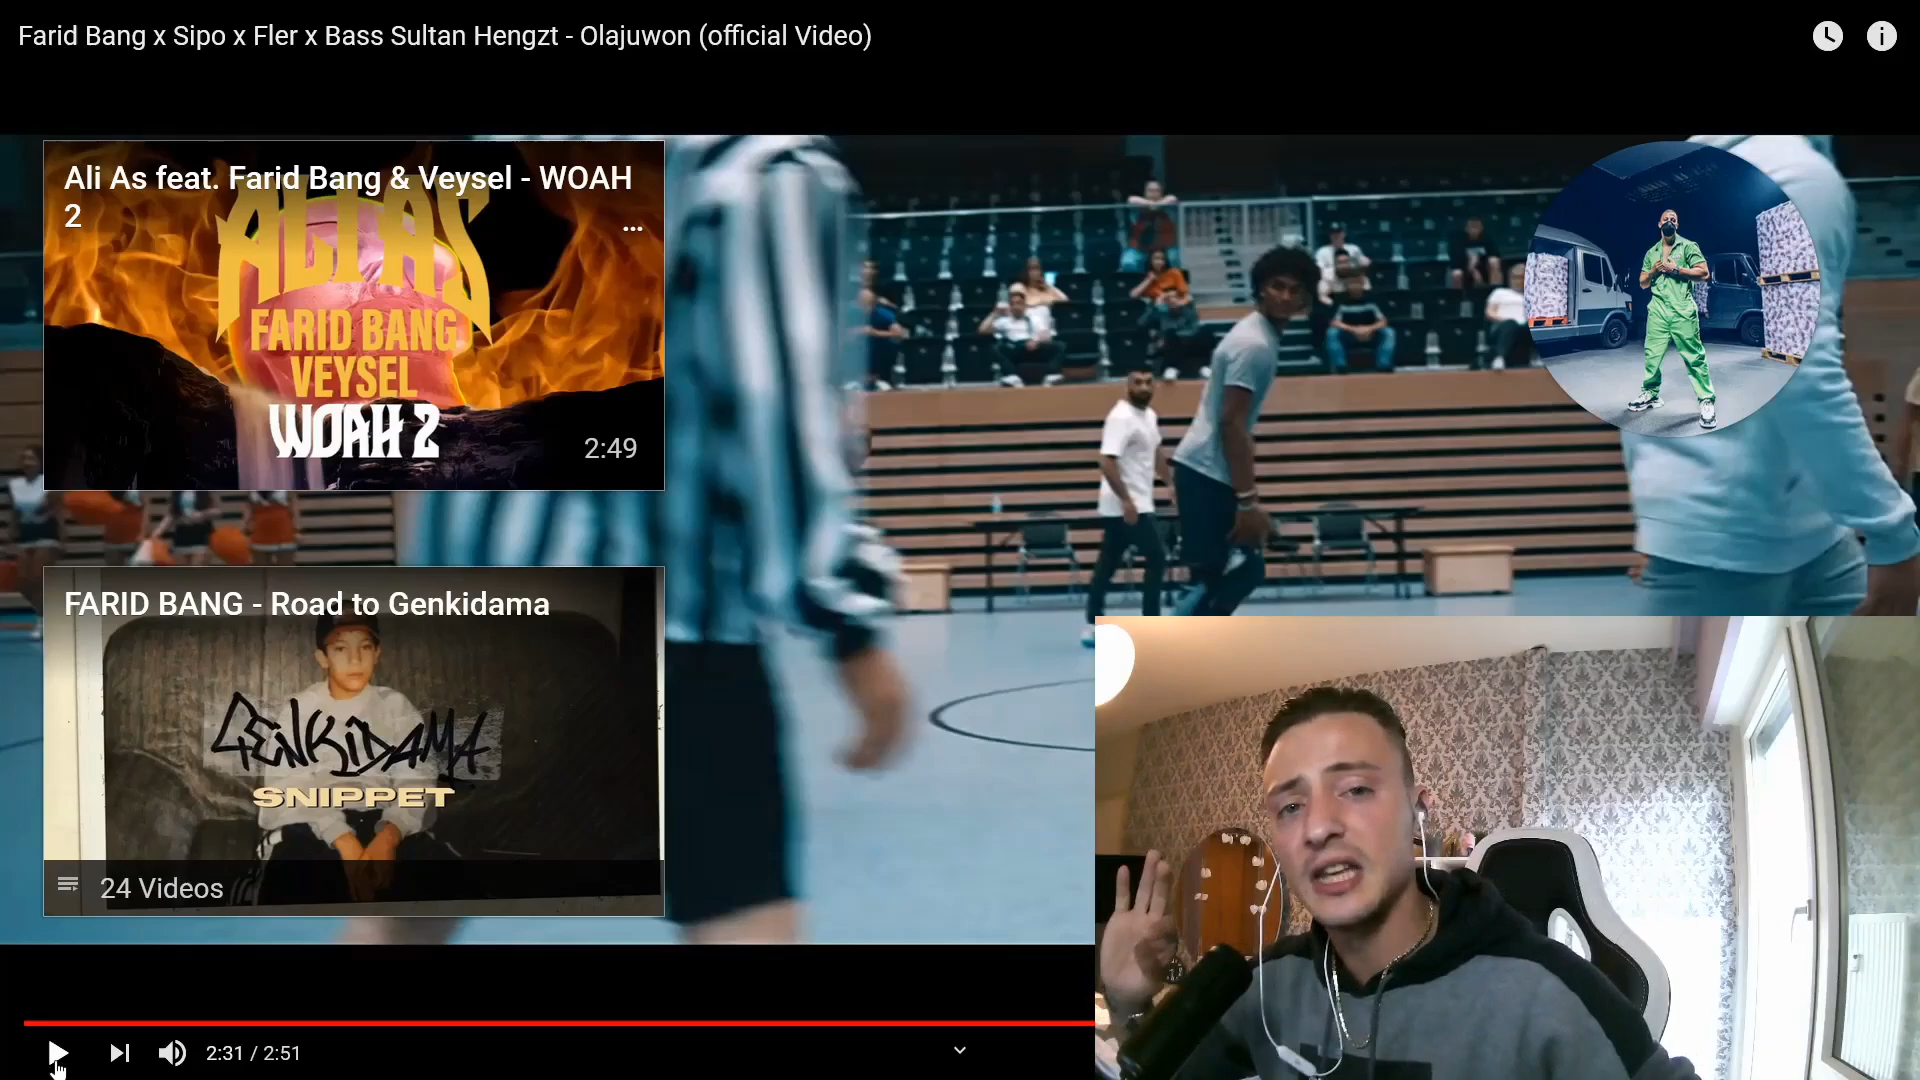 Farid Bang x Sipo x Fler x Bass Sultan Hengzt - Olajuwon (official Video)
Ali As feat. Farid Bang & Veysel - WOAH
2
ALI AS
FARID BANG
VEYSEL
WOAH 2
2:49
FARID BANG - Road to Genkidama
GENKIDAMA
SNIPPET
24 Videos
2:31 / 2:51